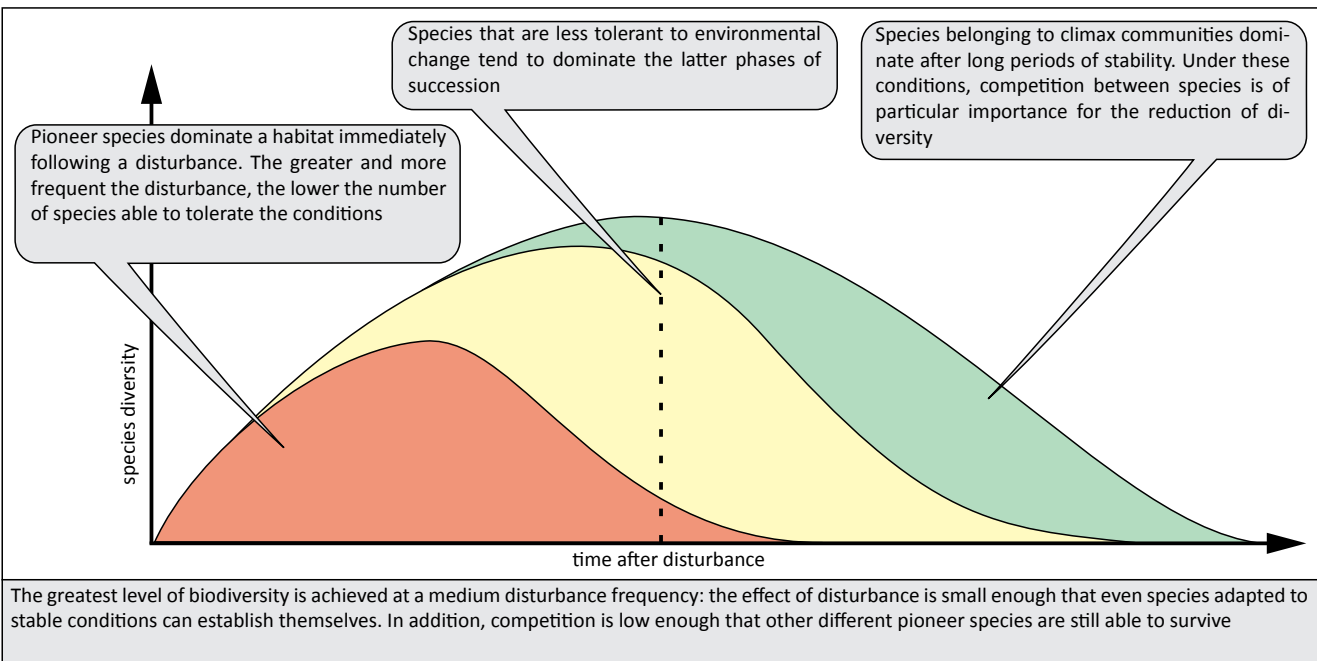 Species that are less tolerant to environmental
change tend to dominate the latter phases of
succession
Species belonging to climax communities domi-
nate after long periods of stability. Under these
conditions, competition between species is of
particular importance for the reduction of di-
versity
Pioneer species dominate a habitat immediately
following a disturbance. The greater and more
frequent the disturbance, the lower the number
of species able to tolerate the conditions
species diversity
time after disturbance
The greatest level of biodiversity is achieved at a medium disturbance frequency: the effect of disturbance is small enough that even species adapted to
stable conditions can establish themselves. In addition, competition is low enough that other different pioneer species are still able to survive